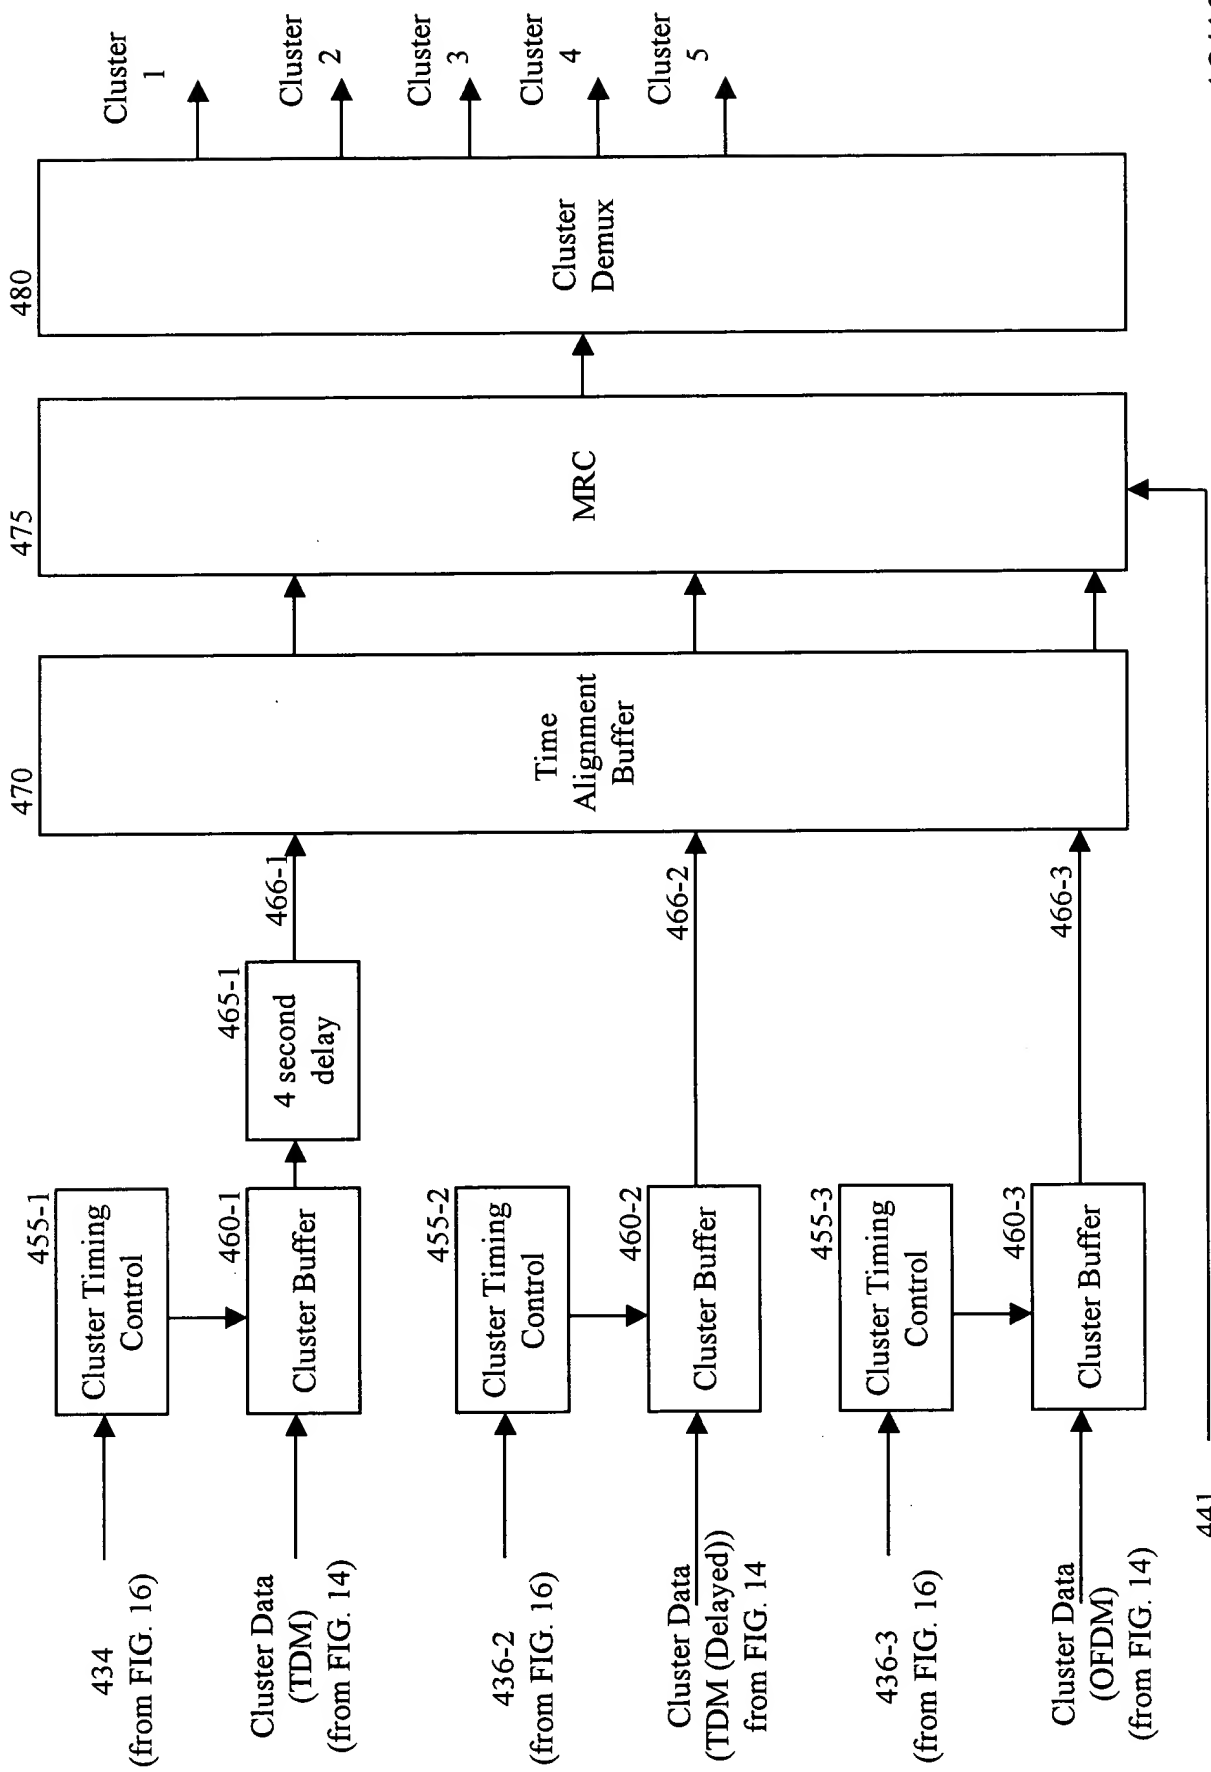 434
(from FIG. 16)
455-1
Cluster Timing
Control
Cluster Data
(TDM)
(from FIG. 14)
460-1
Cluster Buffer
465-1
4 second
delay
466-1
436-2
(from FIG. 16)
455-2
Cluster Timing
Control
Cluster Data
(TDM (Delayed))
from FIG. 14
460-2
Cluster Buffer
466-2
436-3
(from FIG. 16)
455-3
Cluster Timing
Control
Cluster Data
(OFDM)
(from FIG. 14)
460-3
Cluster Buffer
466-3
441
470
Time
Alignment
Buffer
475
MRC
480
Cluster
Demux
Cluster
1
Cluster
2
Cluster
3
Cluster
4
Cluster
5